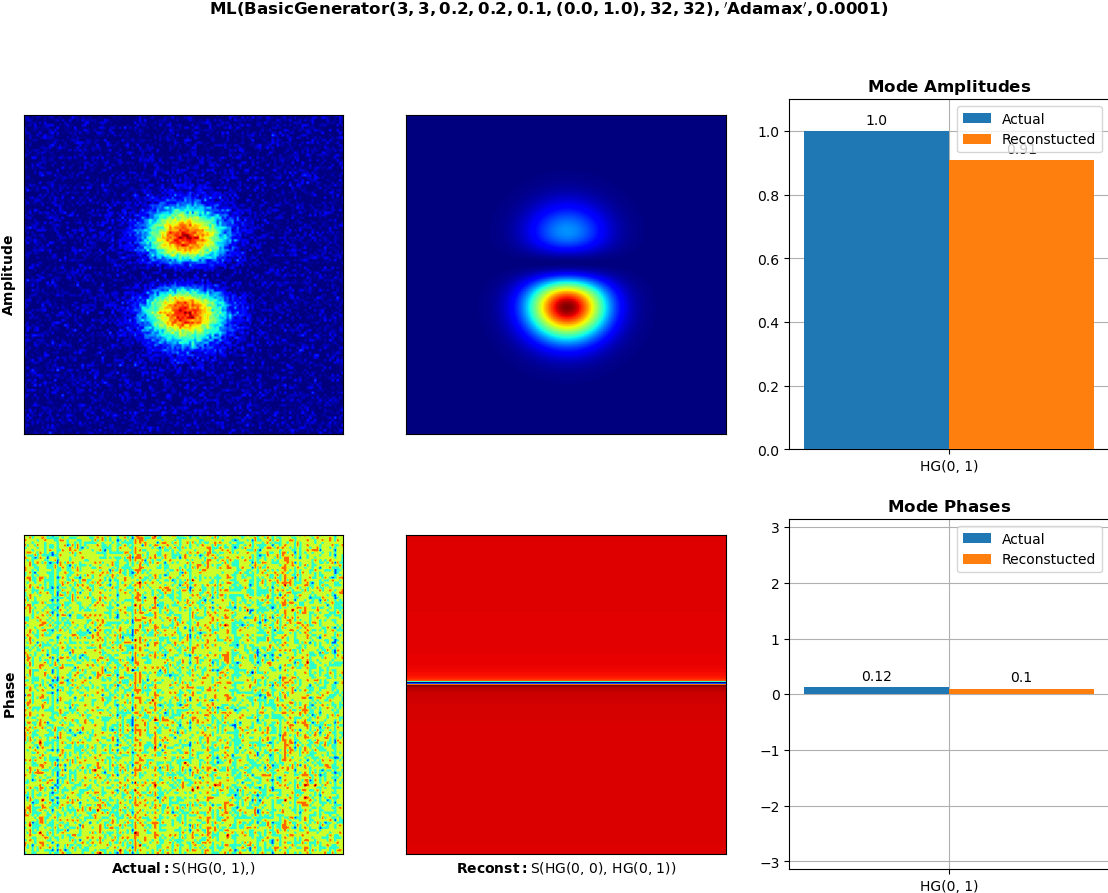 ML(BasicGenerator(3, 3, 0.2, 0.2, 0.1, (0.0, 1.0), 32, 32), ′Adamax′, 0.0001)
Amplitude
Mode Amplitudes
Actual
Reconstucted
1.0
0.91
1.0
0.8
0.6
0.4
0.2
0.0
HG(0, 1)
Phase
Actual: S(HG(0, 1),)
Reconst: S(HG(0, 0), HG(0, 1))
Mode Phases
Actual
Reconstucted
0.12
0.1
3
2
1
0
−1
−2
−3
HG(0, 1)